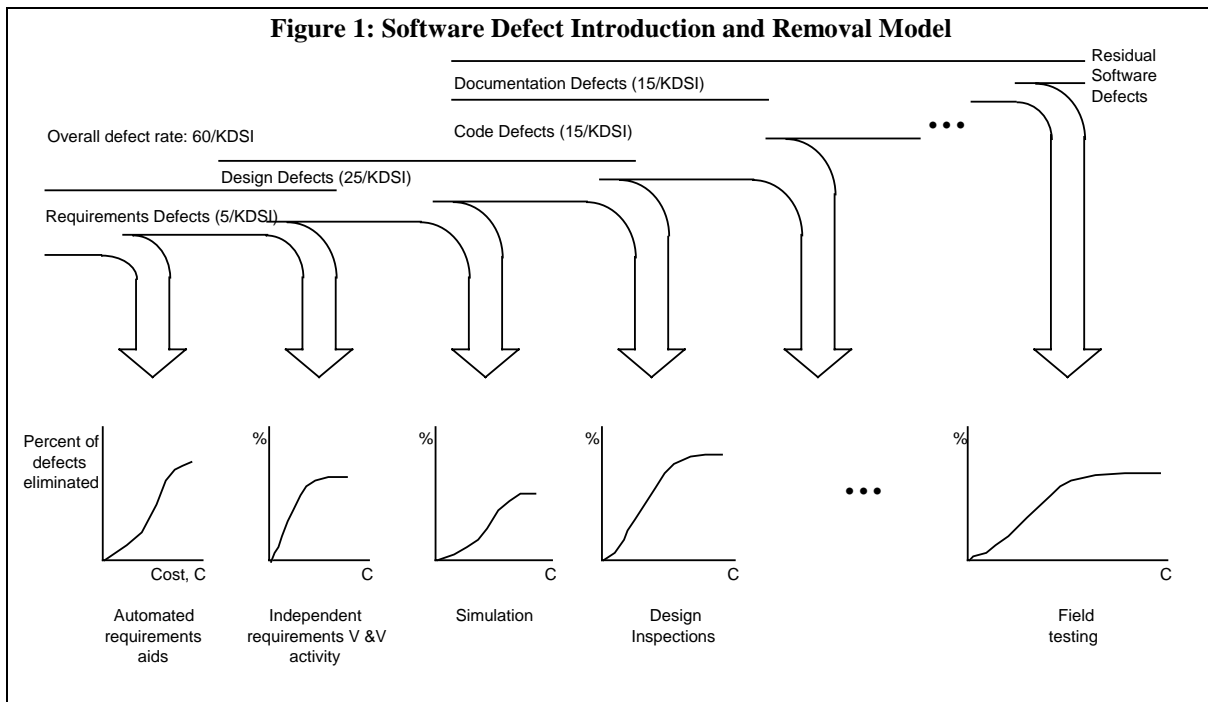 Figure 1: Software Defect Introduction and Removal Model
Residual
Software
Defects
Documentation Defects (15/KDSI)
Overall defect rate: 60/KDSI
Code Defects (15/KDSI)
•••
Design Defects (25/KDSI)
Requirements Defects (5/KDSI)
Percent of
defects
eliminated
Cost, C
Automated
requirements
aids
%
C
Independent
requirements V &V
activity
%
C
Simulation
%
C
Design
Inspections
•••
%
C
Field
testing